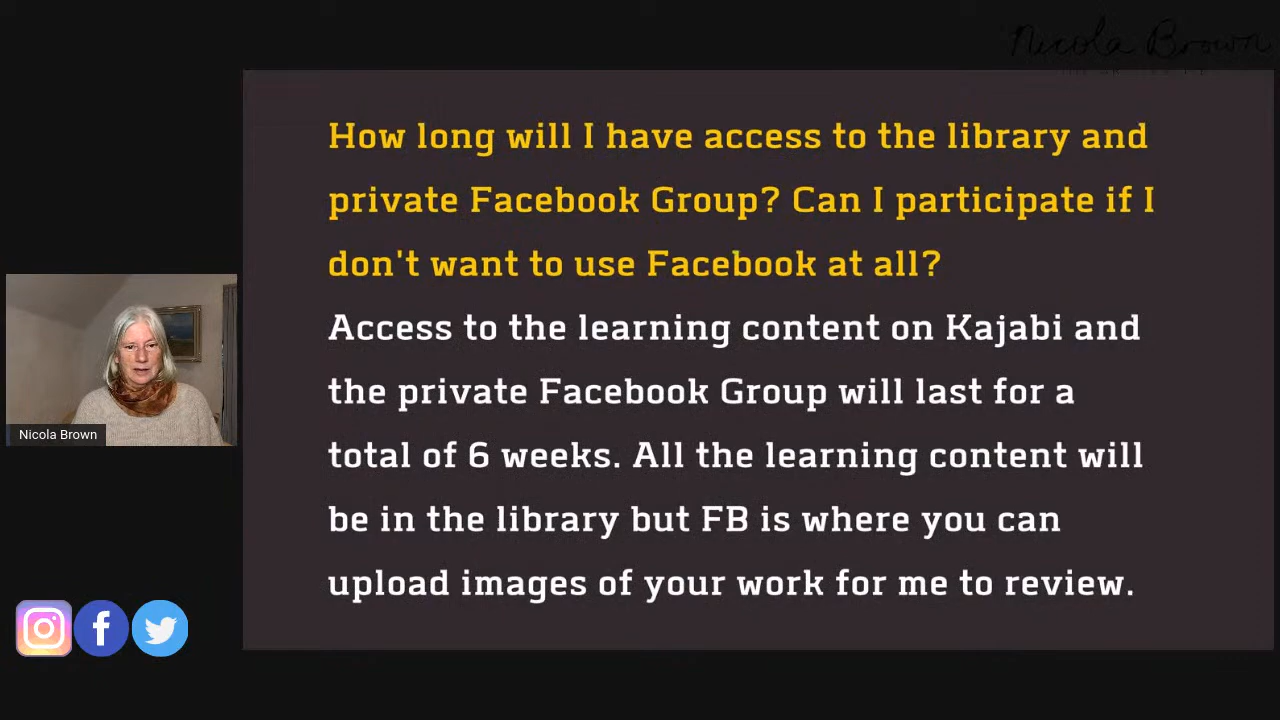 Nicola Brown
How long will I have access to the library and
private Facebook Group? Can I participate if I
don't want to use Facebook at all?
Access to the learning content on Kajabi and
the private Facebook Group will last for a
total of 6 weeks. All the learning content will
be in the library but FB is where you can
upload images of your work for me to review.
Nicola Brown